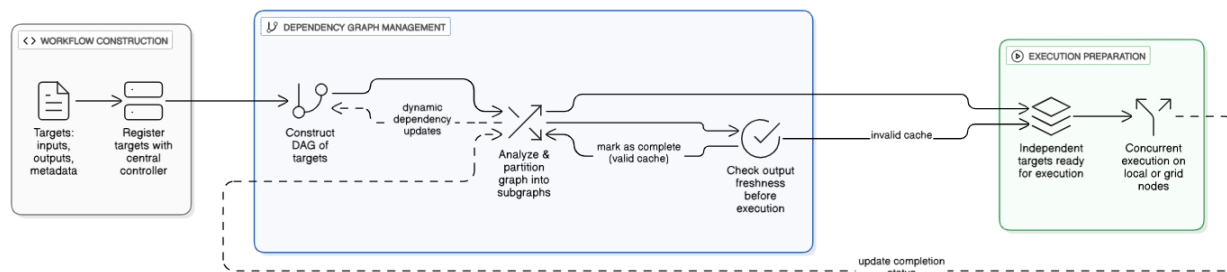 WORKFLOW CONSTRUCTION
Targets:
inputs,
outputs,
metadata
Register
targets with
central
controller
DEPENDENCY GRAPH MANAGEMENT
Construct
DAG of
targets
dynamic
dependency
updates
Analyze &
partition
graph into
subgraphs
mark as complete
(valid cache)
Check output
freshness
before
execution
invalid cache
EXECUTION PREPARATION
Independent
targets ready
for execution
Concurrent
execution on
local or grid
nodes
update completion
status